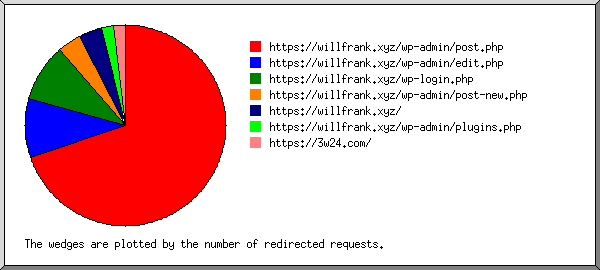 https://willfrank.xyz/wp-admin/post.php
https://willfrank.xyz/wp-admin/edit.php
https://willfrank.xyz/wp-login.php
https://willfrank.xyz/wp-admin/post-new.php
https://willfrank.xyz/
https://willfrank.xyz/wp-admin/plugins.php
https://3w24.com/
The wedges are plotted by the number of redirected requests.